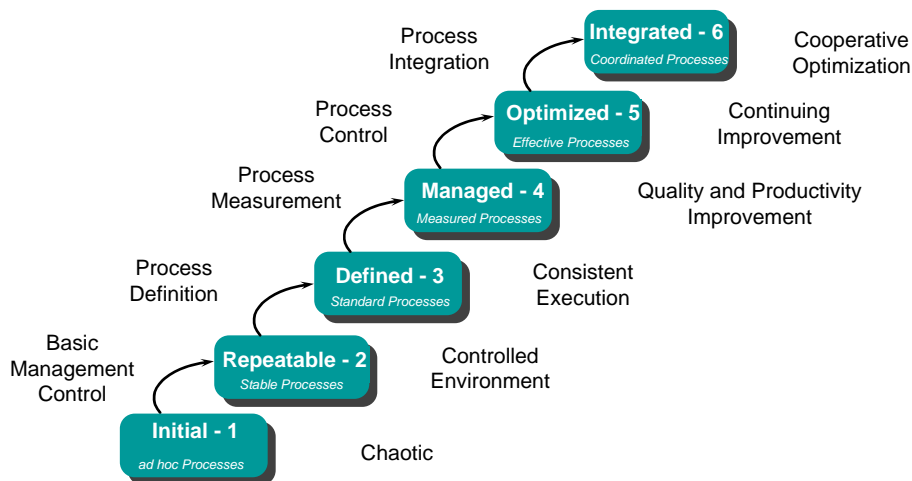 Process
Integration
Integrated - 6
Coordinated Processes
Cooperative
Optimization
Process
Control
Optimized - 5
Effective Processes
Continuing
Improvement
Process
Measurement
Managed - 4
Measured Processes
Quality and Productivity
Improvement
Process
Definition
Defined - 3
Standard Processes
Consistent
Execution
Basic
Management
Control
Repeatable - 2
Stable Processes
Controlled
Environment
Initial - 1
ad hoc Processes
Chaotic